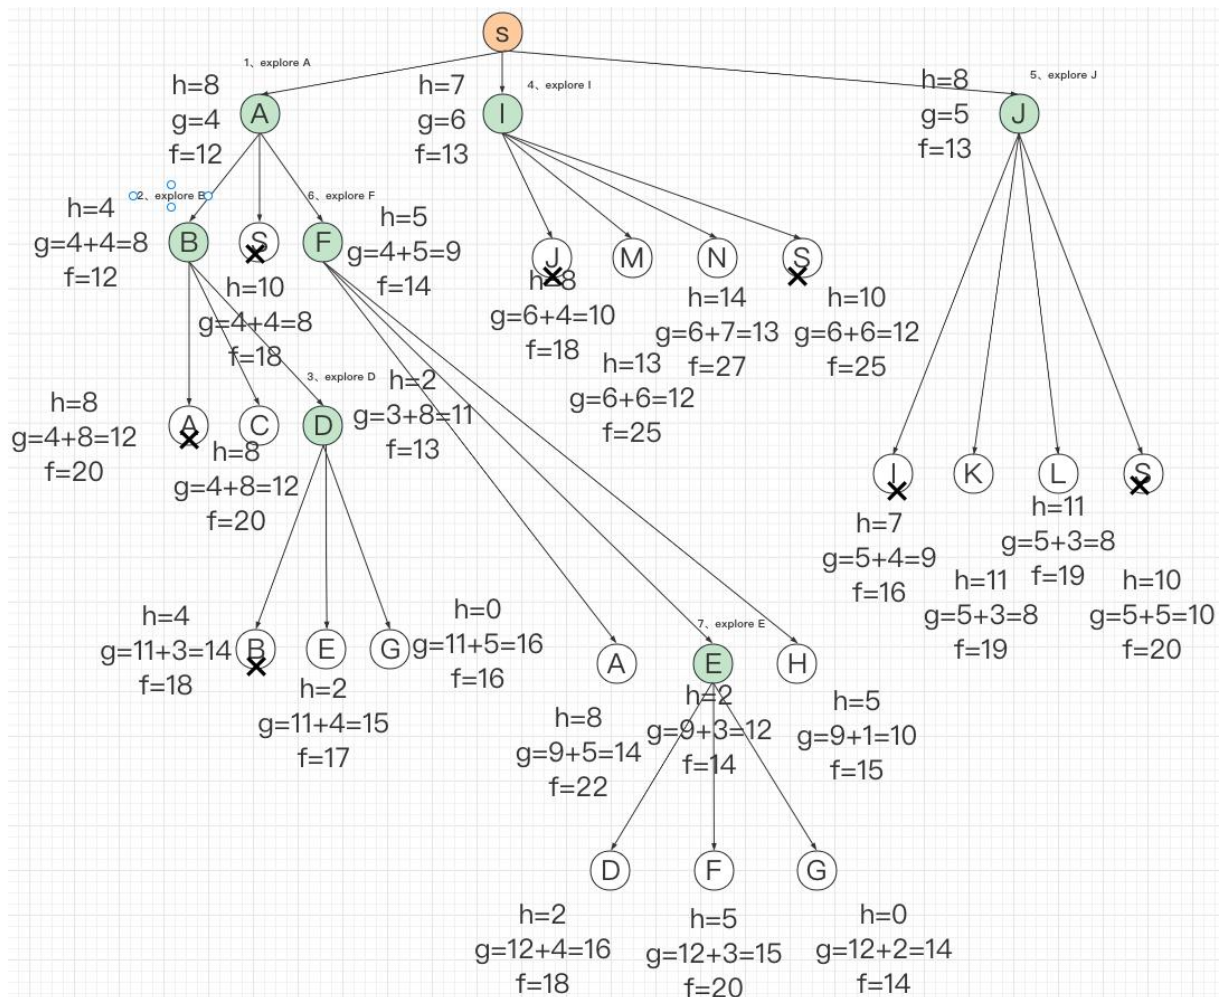 s
1、explore A
h=8
g=4
f=12
A
4、explore I
h=7
g=6
f=13
I
5、explore J
h=8
g=5
f=13
J
2、explore B
h=4
g=4+4=8
f=12
B
S
h=10
g=4+4=8
f=18
6、explore F
F
h=5
g=4+5=9
f=14
J
h=8
g=6+4=10
f=18
M
h=13
g=6+6=12
f=25
N
h=14
g=6+7=13
f=27
S
h=10
g=6+6=12
f=25
A
h=8
g=4+8=12
f=20
C
h=8
g=4+8=12
f=20
3、explore D
D
h=2
g=3+8=11
f=13
I
h=7
g=5+4=9
f=16
K
h=11
g=5+3=8
f=19
L
h=11
g=5+3=8
f=19
S
h=10
g=5+5=10
f=20
B
h=4
g=11+3=14
f=18
E
h=2
g=11+4=15
f=17
G
h=0
g=11+5=16
f=16
A
h=8
g=9+5=14
f=22
7、explore E
E
h=2
g=9+3=12
f=14
H
h=5
g=9+1=10
f=15
D
h=2
g=12+4=16
f=18
F
h=5
g=12+3=15
f=20
G
h=0
g=12+2=14
f=14